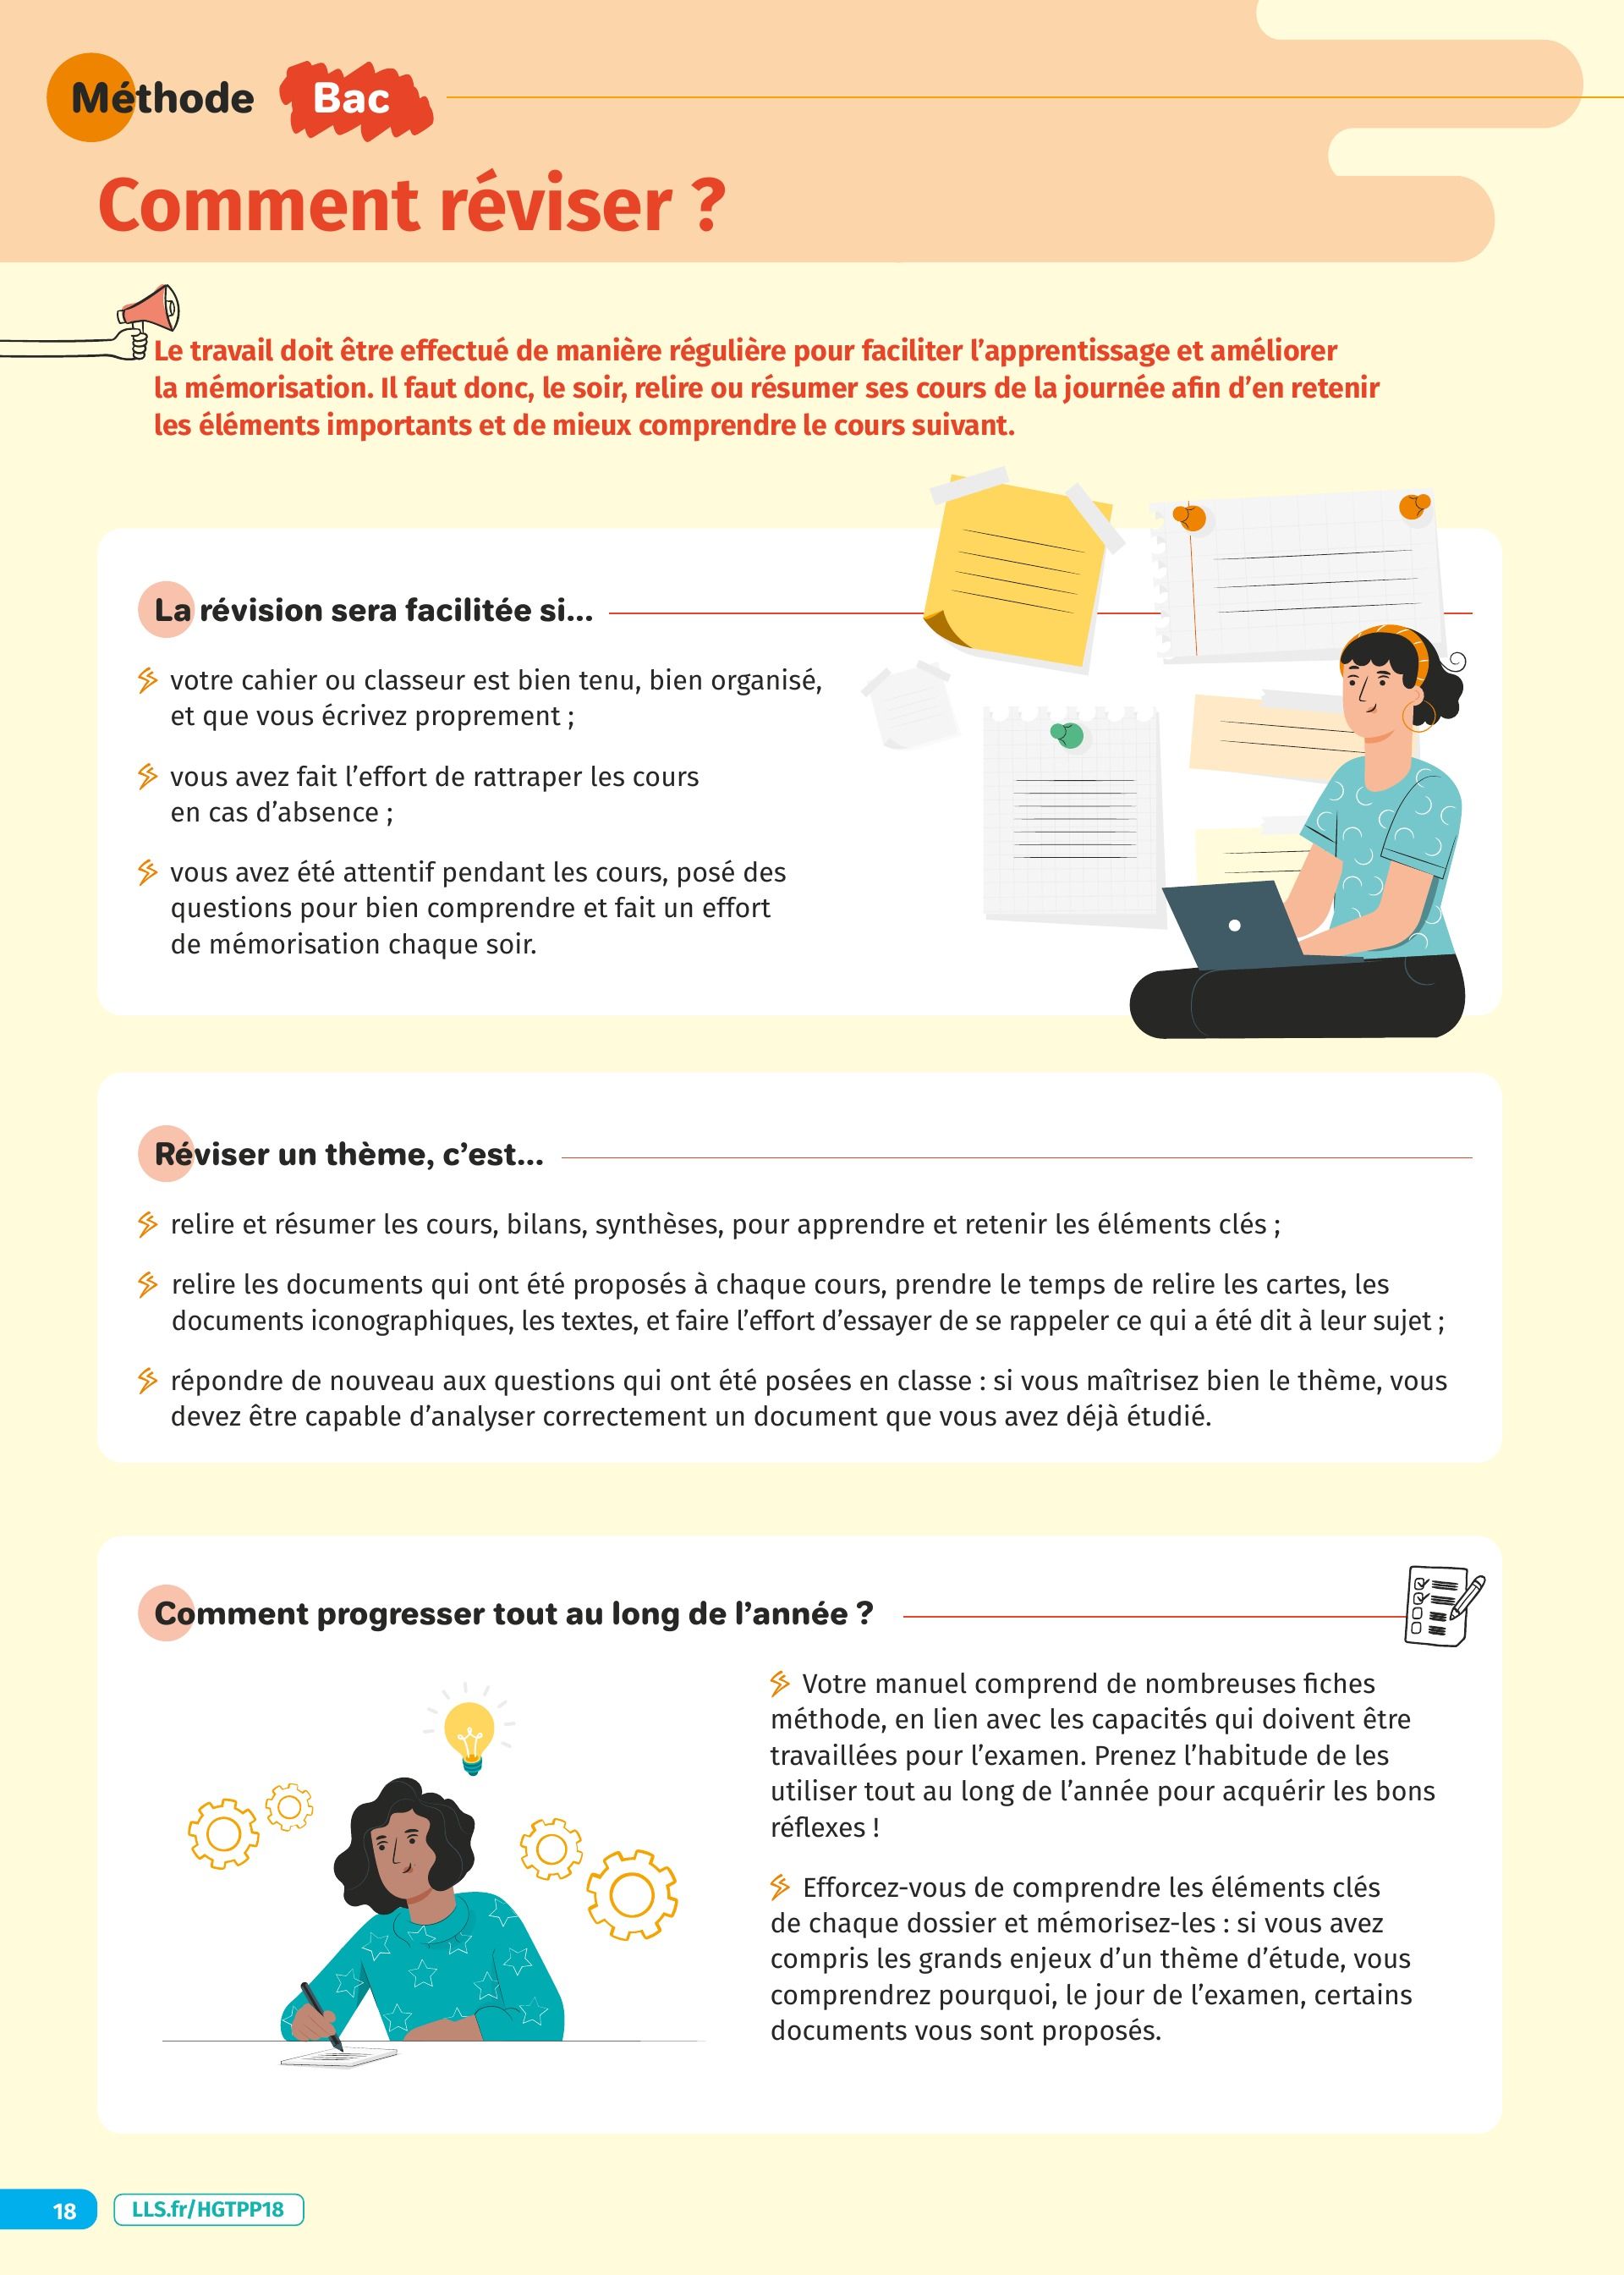 Méthode Bac
Comment réviser ?
Le travail doit être effectué de manière régulière pour faciliter l’apprentissage et améliorer
la mémorisation. Il faut donc, le soir, relire ou résumer ses cours de la journée afin d’en retenir
les éléments importants et de mieux comprendre le cours suivant.
La révision sera facilitée si…
votre cahier ou classeur est bien tenu, bien organisé,
et que vous écrivez proprement ;
vous avez fait l’effort de rattraper les cours
en cas d’absence ;
vous avez été attentif pendant les cours, posé des
questions pour bien comprendre et fait un effort
de mémorisation chaque soir.
Réviser un thème, c’est…
relire et résumer les cours, bilans, synthèses, pour apprendre et retenir les éléments clés ;
relire les documents qui ont été proposés à chaque cours, prendre le temps de relire les cartes, les
documents iconographiques, les textes, et faire l’effort d’essayer de se rappeler ce qui a été dit à leur sujet ;
répondre de nouveau aux questions qui ont été posées en classe : si vous maîtrisez bien le thème, vous
devez être capable d’analyser correctement un document que vous avez déjà étudié.
Comment progresser tout au long de l’année ?
Votre manuel comprend de nombreuses fiches
méthode, en lien avec les capacités qui doivent être
travaillées pour l’examen. Prenez l’habitude de les
utiliser tout au long de l’année pour acquérir les bons
réflexes !
Efforcez-vous de comprendre les éléments clés
de chaque dossier et mémorisez-les : si vous avez
compris les grands enjeux d’un thème d’étude, vous
comprendrez pourquoi, le jour de l’examen, certains
documents vous sont proposés.
18 LLS.fr/HGTPP18